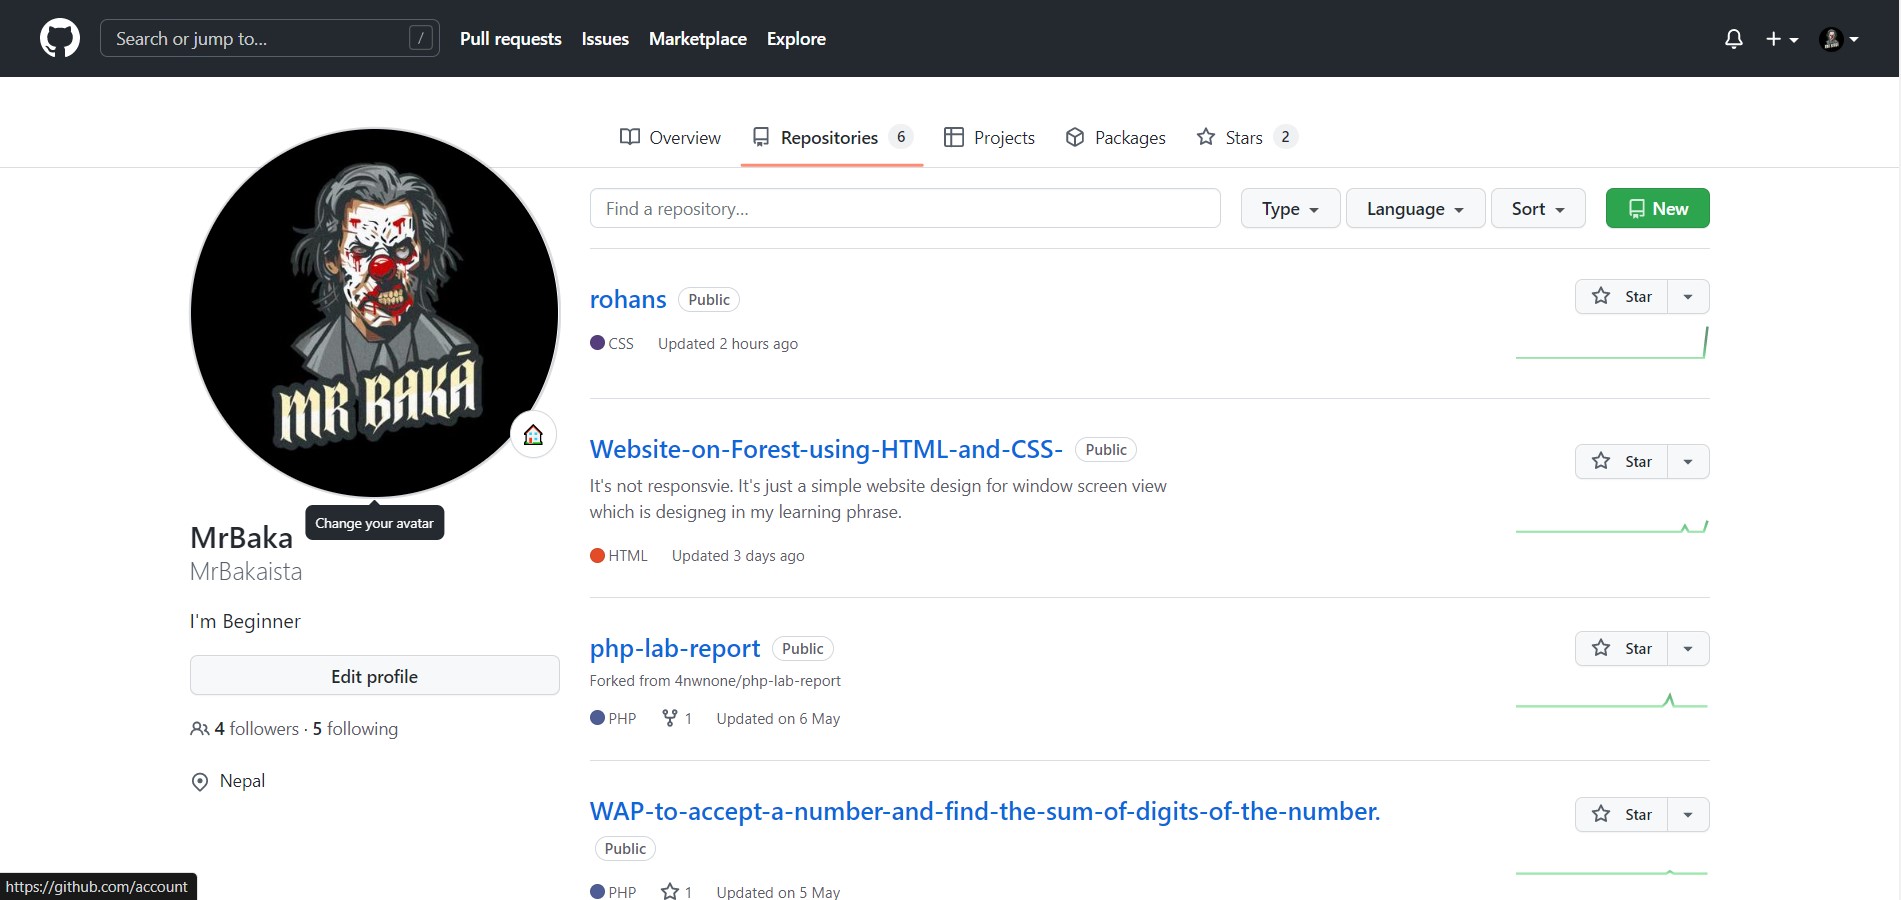 Search or jump to... / Pull requests Issues Marketplace Explore
Overview Repositories 6 Projects Packages Stars 2
MR BAKÁ
Change your avatar
MrBaka
MrBakaista
I'm Beginner
Edit profile
4 followers · 5 following
Nepal
Find a repository... Type Language Sort New
rohans Public Star
CSS Updated 2 hours ago
Website-on-Forest-using-HTML-and-CSS- Public Star
It's not responsvie. It's just a simple website design for window screen view
which is designeg in my learning phrase.
HTML Updated 3 days ago
php-lab-report Public Star
Forked from 4nwnone/php-lab-report
PHP 1 Updated on 6 May
WAP-to-accept-a-number-and-find-the-sum-of-digits-of-the-number. Star
Public
PHP 1 Updated on 5 May
https://github.com/account